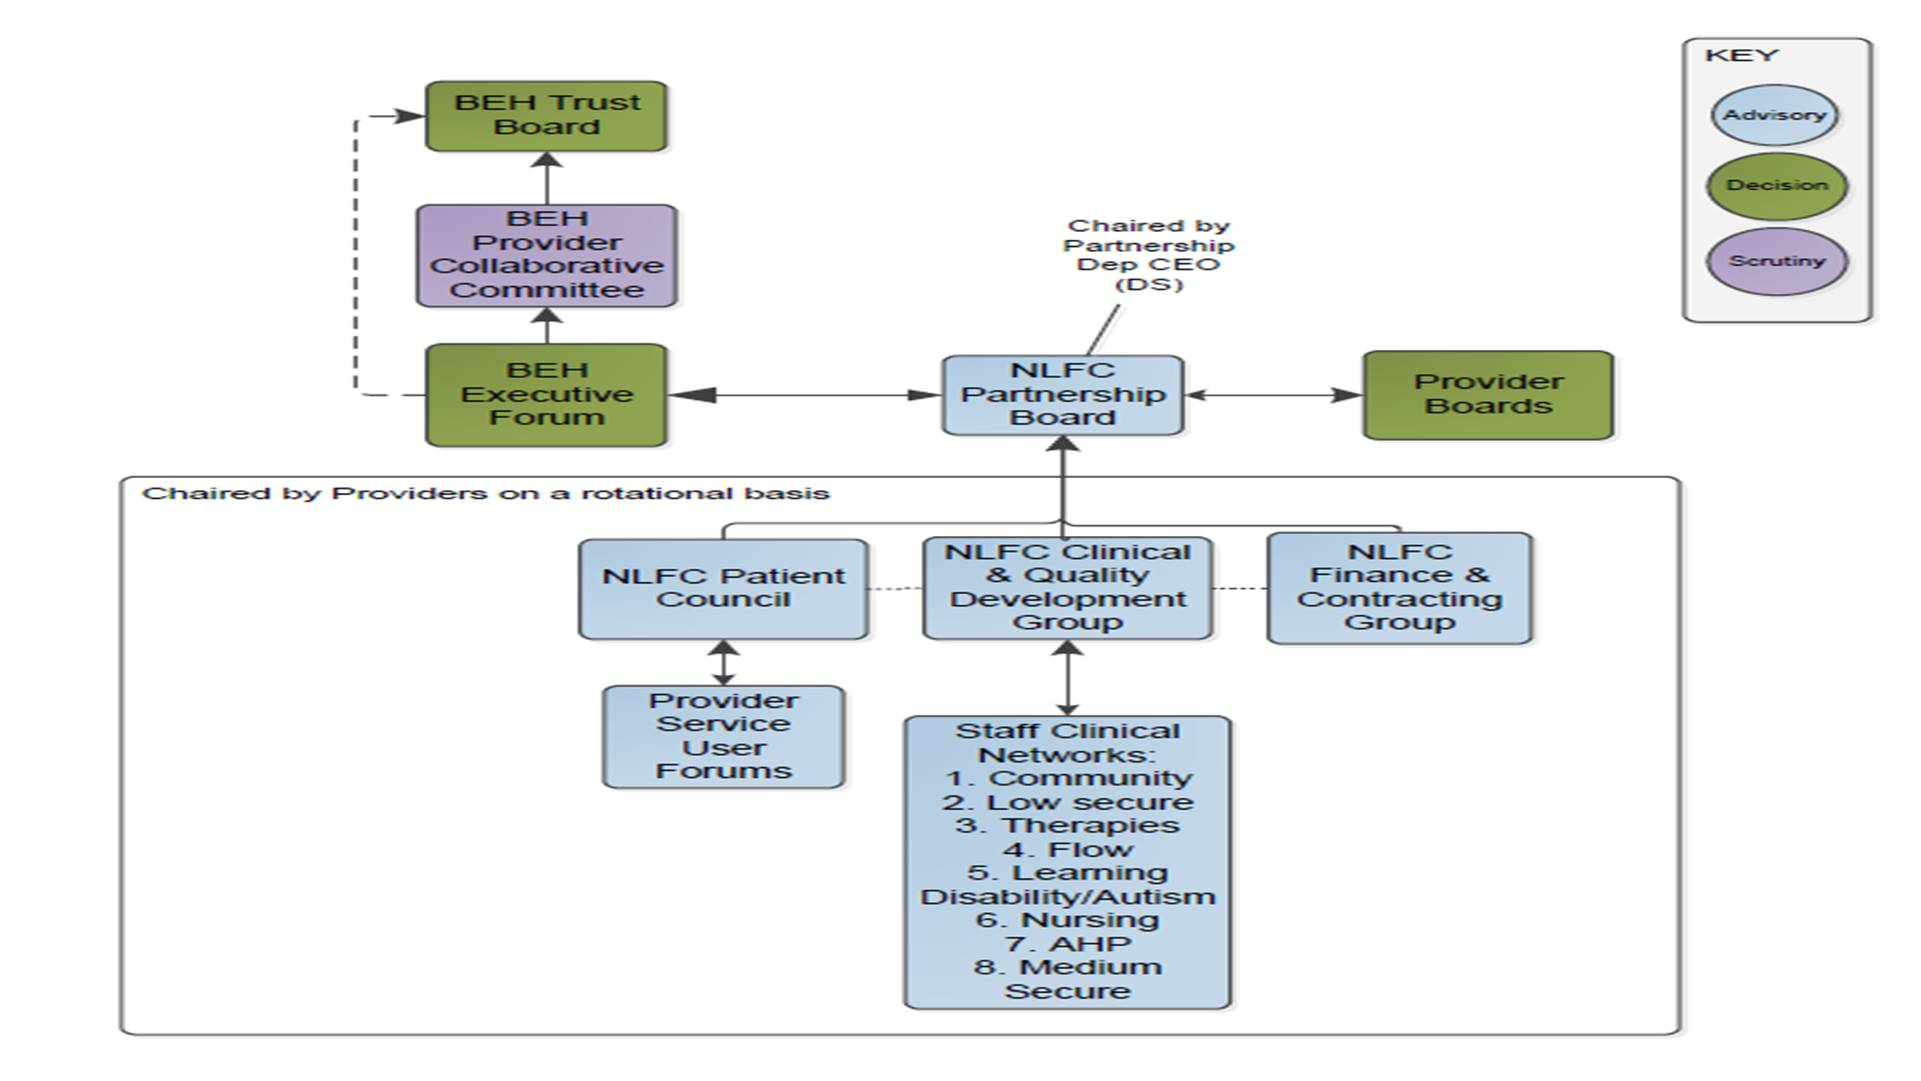 KEY
Advisory
Decision
Scrutiny
BEH Trust
Board
BEH
Provider
Collaborative
Committee
Chaired by
Partnership
Dep CEO
(DS)
BEH
Executive
Forum
NLFC
Partnership
Board
Provider
Boards
Chaired by Providers on a rotational basis
NLFC Patient
Council
NLFC Clinical
& Quality
Development
Group
NLFC
Finance &
Contracting
Group
Provider
Service
User
Forums
Staff Clinical
Networks:
1. Community
2. Low secure
3. Therapies
4. Flow
5. Learning
Disability/Autism
6. Nursing
7. AHP
8. Medium
Secure